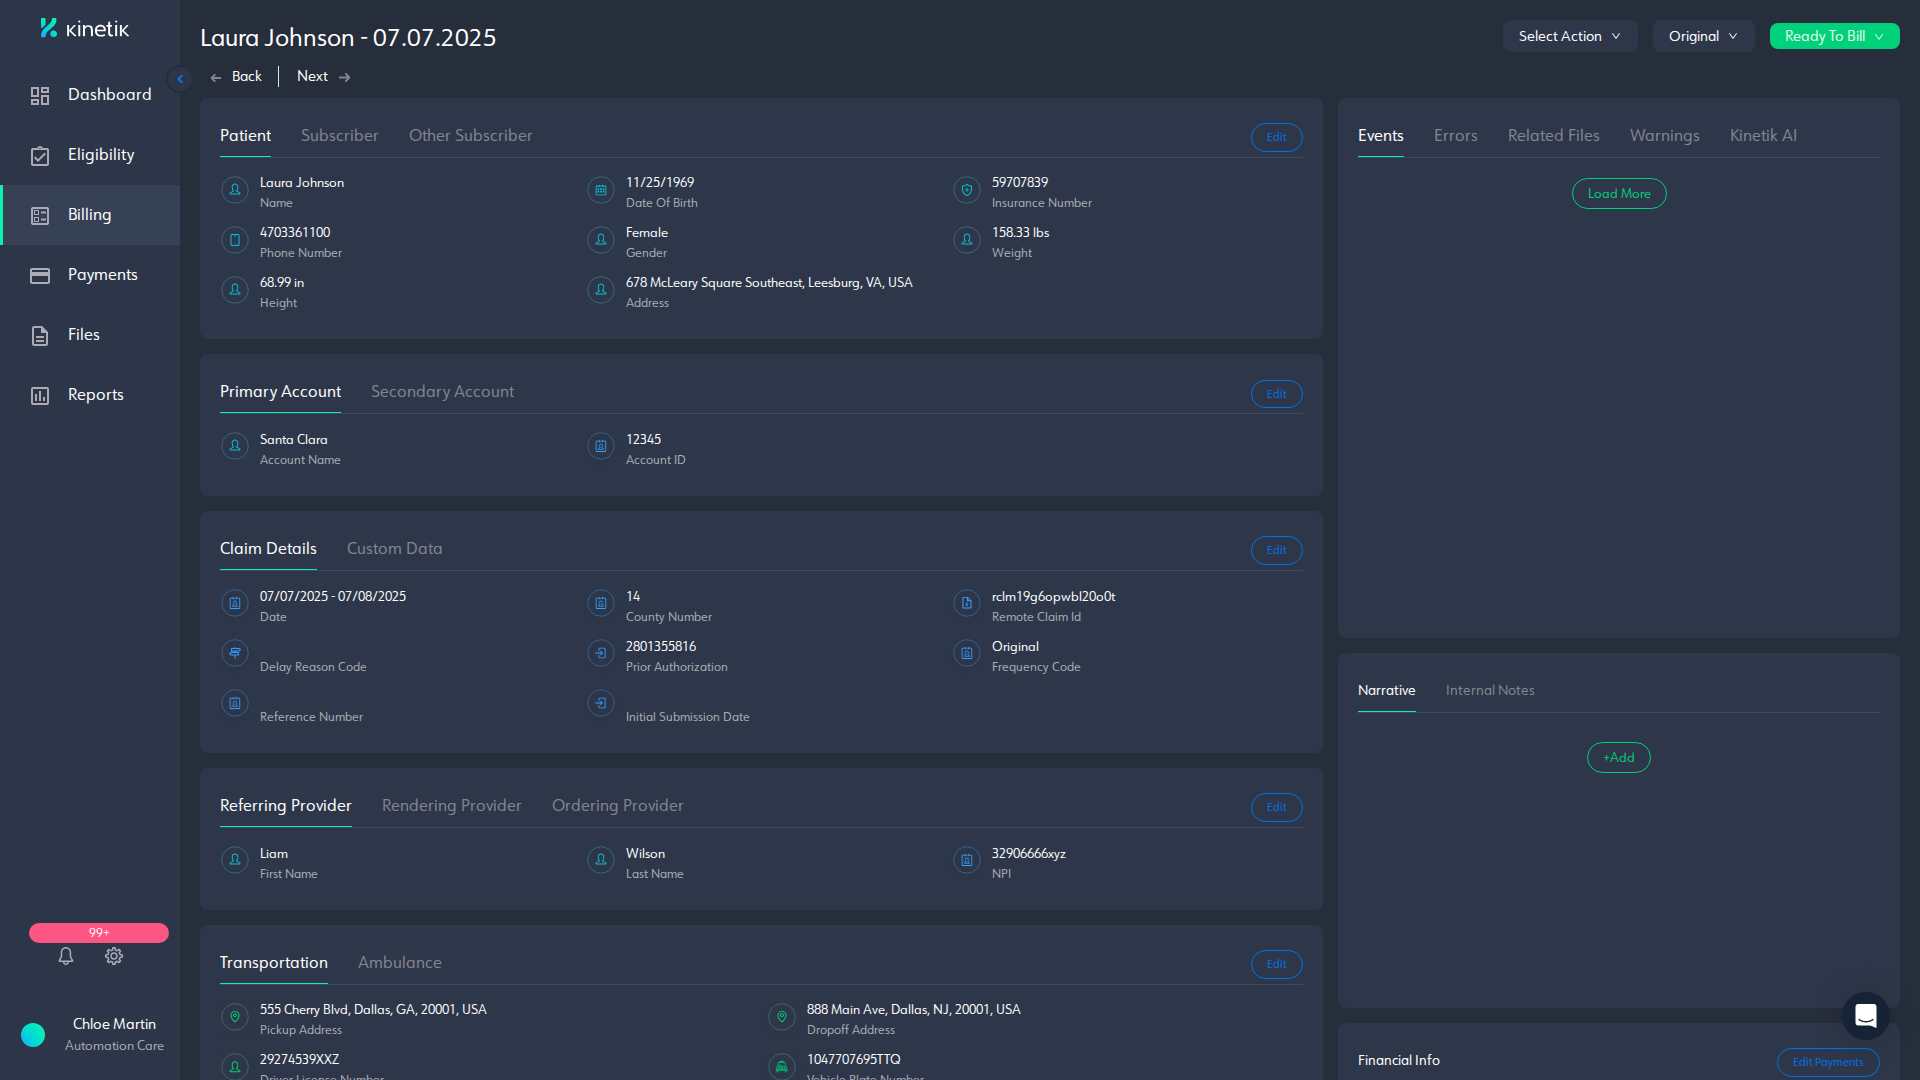 kinetik
Dashboard
Eligibility
Billing
Payments
Files
Reports
99+
Chloe Martin
Automation Care
Laura Johnson - 07.07.2025
Select Action
Original
Ready To Bill
Back
Next
Patient
Subscriber
Other Subscriber
Edit
Laura Johnson
Name
11/25/1969
Date Of Birth
59707839
Insurance Number
4703361100
Phone Number
Female
Gender
158.33 lbs
Weight
68.99 in
Height
678 McLeary Square Southeast, Leesburg, VA, USA
Address
Primary Account
Secondary Account
Edit
Santa Clara
Account Name
12345
Account ID
Claim Details
Custom Data
Edit
07/07/2025 - 07/08/2025
Date
14
County Number
rclm19g6opwbl20o0t
Remote Claim Id
Delay Reason Code
2801355816
Prior Authorization
Original
Frequency Code
Reference Number
Initial Submission Date
Referring Provider
Rendering Provider
Ordering Provider
Edit
Liam
First Name
Wilson
Last Name
32906666xyz
NPI
Transportation
Ambulance
Edit
555 Cherry Blvd, Dallas, GA, 20001, USA
Pickup Address
888 Main Ave, Dallas, NJ, 20001, USA
Dropoff Address
29274539XXZ
Driver License Number
1047707695TTQ
Vehicle Plate Number
Events
Errors
Related Files
Warnings
Kinetik AI
Load More
Narrative
Internal Notes
+Add
Financial Info
Edit Payments